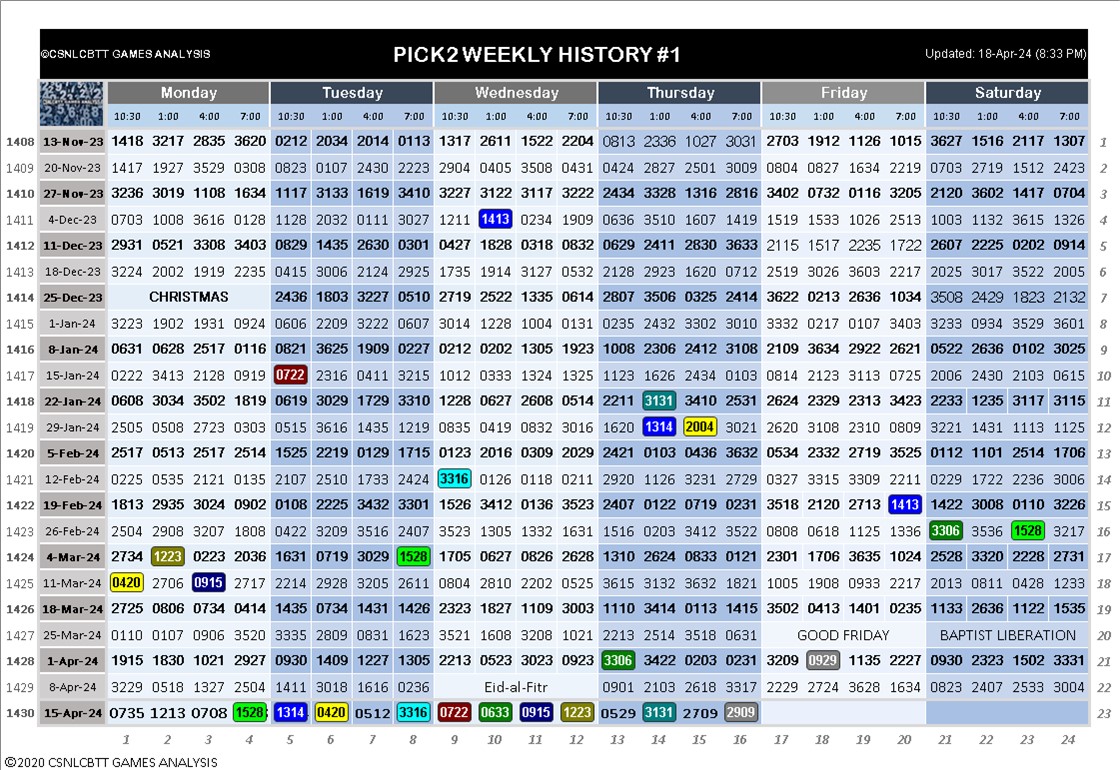 ©CSNLCBTT GAMES ANALYSIS PICK2 WEEKLY HISTORY #1 Updated: 18-Apr-24 (8:33 PM)
Monday Tuesday Wednesday Thursday Friday Saturday
10:30 1:00 4:00 7:00 10:30 1:00 4:00 7:00 10:30 1:00 4:00 7:00 10:30 1:00 4:00 7:00 10:30 1:00 4:00 7:00 10:30 1:00 4:00 7:00
1408 13-Nov-23 1418 3217 2835 3620 0212 2034 2014 0113 1317 2611 1522 2204 0813 2336 1027 3031 2703 1912 1126 1015 3627 1516 2117 1307 1
1409 20-Nov-23 1417 1927 3529 0308 0823 0107 2430 2223 2904 0405 3508 0431 0424 2827 2501 3009 0804 0827 1634 2219 0703 2719 1512 2423 2
1410 27-Nov-23 3236 3019 1108 1634 1117 3133 1619 3410 3227 3122 3117 3222 2434 3328 1316 2816 3402 0732 0116 3205 2120 3602 1417 0704 3
1411 4-Dec-23 0703 1008 3616 0128 1128 2032 0111 3027 1211 1413 0234 1909 0636 3510 1607 1419 1519 1533 1026 2513 1003 1132 3615 1326 4
1412 11-Dec-23 2931 0521 3308 3403 0829 1435 2630 0301 0427 1828 0318 0832 0629 2411 2830 3633 2115 1517 2235 1722 2607 2225 0202 0914 5
1413 18-Dec-23 3224 2002 1919 2235 0415 3006 2124 2925 1735 1914 3127 0532 2128 2923 1620 0712 2519 3026 3603 2217 2025 3017 3522 2005 6
1414 25-Dec-23 CHRISTMAS 2436 1803 3227 0510 2719 2522 1335 0614 2807 3506 0325 2414 3622 0213 2636 1034 3508 2429 1823 2132 7
1415 1-Jan-24 3223 1902 1931 0924 0606 2209 3222 0607 3014 1228 1004 0131 0235 2432 3302 3010 3332 0217 0107 3403 3233 0934 3529 3601 8
1416 8-Jan-24 0631 0628 2517 0116 0821 3625 1909 0227 0212 0202 1305 1923 1008 2306 2412 3108 2109 3634 2922 2621 0522 2636 0102 3025 9
1417 15-Jan-24 0222 3413 2128 0919 0722 2316 0411 3215 1012 0333 1324 1325 1123 1626 2434 0103 0814 2123 3113 0725 2006 2430 2103 0615 10
1418 22-Jan-24 0608 3034 3502 1819 0619 3029 1729 3310 1228 0627 2608 0514 2211 3131 3410 2531 2624 2329 2313 3423 2233 1235 3117 3115 11
1419 29-Jan-24 2505 0508 2723 0303 0515 3616 1435 1219 0835 0419 0832 3016 1620 1314 2004 3021 2620 3108 2310 0809 3221 1431 1113 1125 12
1420 5-Feb-24 2517 0513 2517 2514 1525 2219 0129 1715 0123 2016 0309 2029 2421 0103 0436 3632 0534 2332 2719 3525 0112 1101 2514 1706 13
1421 12-Feb-24 0225 0535 2121 0135 2107 2510 1733 2424 3316 0126 0118 0211 2920 1126 3231 2729 0327 3315 3309 2211 0229 1722 2236 3006 14
1422 19-Feb-24 1813 2935 3024 0902 0108 2225 3432 3301 1526 3412 0136 3523 2407 0122 0719 0231 3518 2120 2713 1413 1422 3008 0110 3226 15
1423 26-Feb-24 2504 2908 3207 1808 0422 3209 3516 2407 3523 1305 1332 1631 1516 0203 3412 3522 0808 0618 1125 1336 3306 3536 1528 3217 16
1424 4-Mar-24 2734 1223 0223 2036 1631 0719 3029 1528 1705 0627 0826 2628 1310 2624 0833 0121 2301 1706 3635 1024 2528 3320 2228 2731 17
1425 11-Mar-24 0420 2706 0915 2717 2214 2928 3205 2611 0804 2810 2202 0525 3615 3132 3632 1821 1005 1908 0933 2217 2013 0811 0428 1233 18
1426 18-Mar-24 2725 0806 0734 0414 1435 0734 1431 1426 2323 1827 1109 3003 1110 3414 0113 1415 3502 0413 1401 0235 1133 2636 1122 1535 19
1427 25-Mar-24 0110 0107 0906 3520 3335 2809 0831 1623 3521 1608 3208 1021 2213 2514 3518 0631 GOOD FRIDAY BAPTIST LIBERATION 20
1428 1-Apr-24 1915 1830 1021 2927 0930 1409 1227 1305 2213 0523 3023 0923 3306 3422 0203 0231 3209 0929 1135 2227 0930 2323 1502 3331 21
1429 8-Apr-24 3229 0518 1327 2504 1411 3018 1616 0236 Eid-al-Fitr 0901 2103 2618 3317 2229 2724 3628 1634 0823 2407 2533 3004 22
1430 15-Apr-24 0735 1213 0708 1528 1314 0420 0512 3316 0722 0633 0915 1223 0529 3131 2709 2909 23
1 2 3 4 5 6 7 8 9 10 11 12 13 14 15 16 17 18 19 20 21 22 23 24
©2020 CSNLCBTT GAMES ANALYSIS